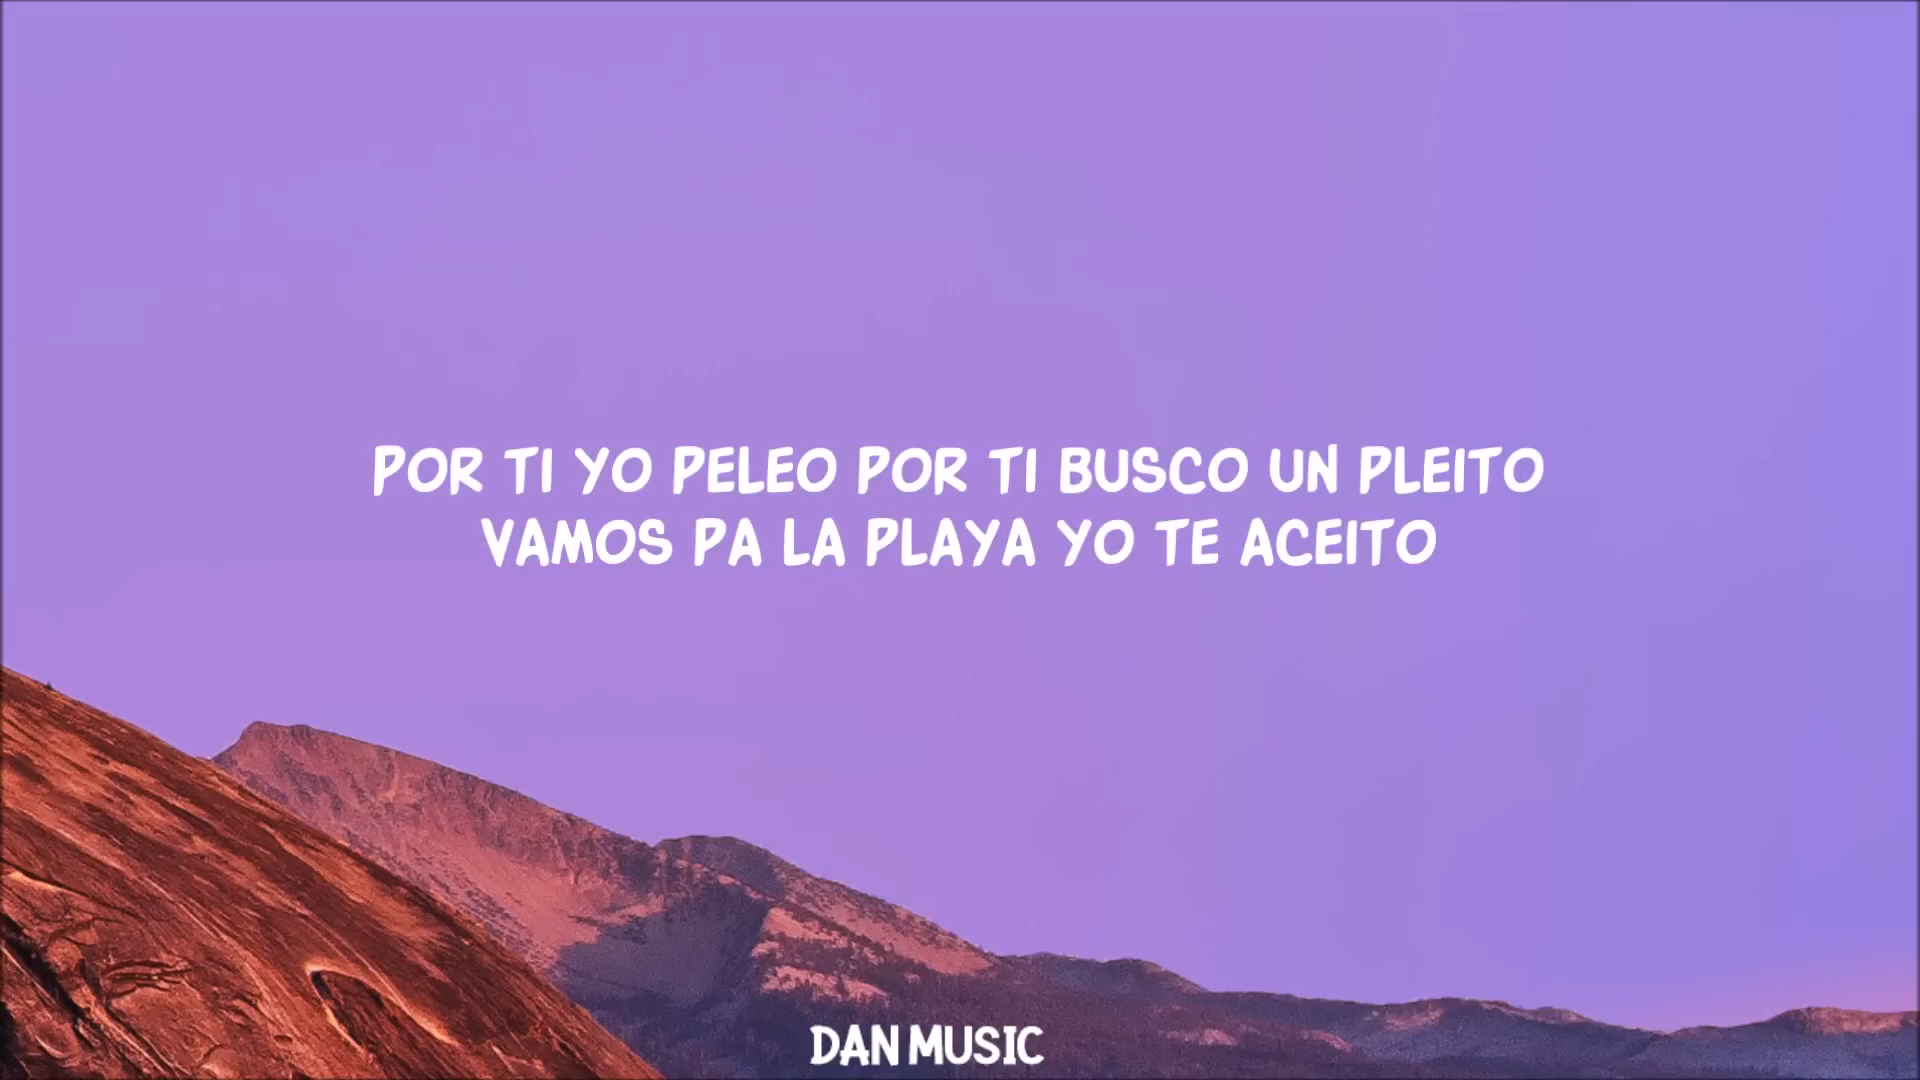 POR TI YO PELEO POR TI BUSCO UN PLEITO
VAMOS PA LA PLAYA YO TE ACEITO
DAN MUSIC